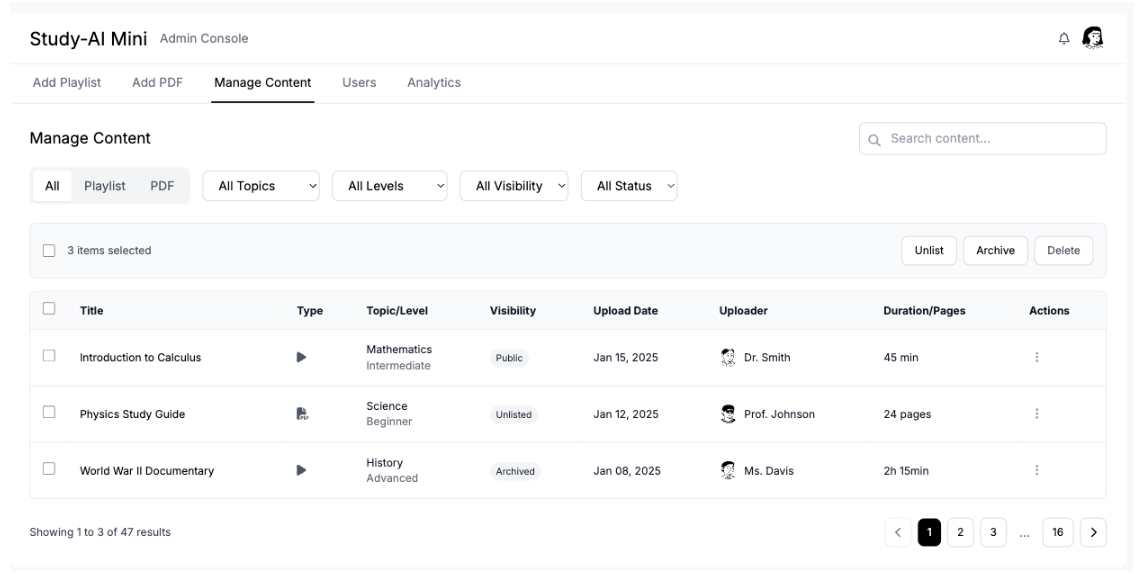 Study-AI Mini Admin Console
Add Playlist Add PDF Manage Content Users Analytics
Manage Content
Search content...
All Playlist PDF All Topics All Levels All Visibility All Status
3 items selected Unlist Archive Delete
Title Type Topic/Level Visibility Upload Date Uploader Duration/Pages Actions
Introduction to Calculus Mathematics Intermediate Public Jan 15, 2025 Dr. Smith 45 min
Physics Study Guide PDF Science Beginner Unlisted Jan 12, 2025 Prof. Johnson 24 pages
World War II Documentary History Advanced Archived Jan 08, 2025 Ms. Davis 2h 15min
Showing 1 to 3 of 47 results 1 2 3 ... 16